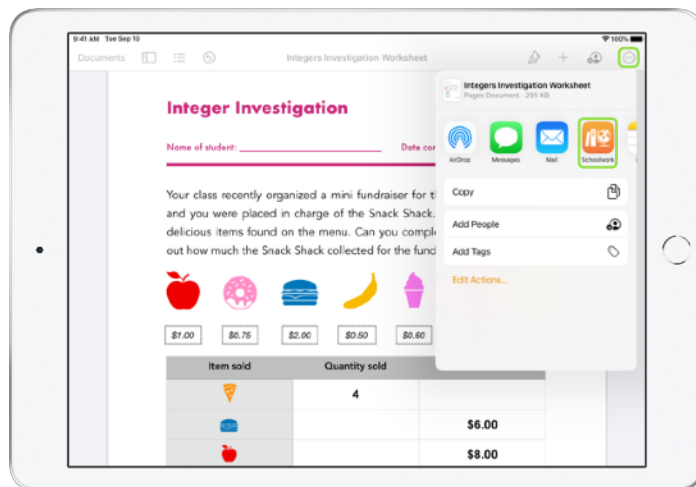 9:41 AM Tue Sep 10
100%
Documents
Integers Investigation Worksheet
Integers Investigation Worksheet
Pages Document · 295 KB
AirDrop
Messages
Mail
Schoolwork
Copy
Add People
Add Tags
Edit Actions...
Integer Investigation
Name of student:
Date
Your class recently organized a mini fundraiser for
and you were placed in charge of the Snack Shack.
delicious items found on the menu. Can you
out how much the Snack Shack collected for the
$1.00 $0.75 $2.00 $0.50 $0.60
Item sold Quantity sold
4
$6.00
$8.00